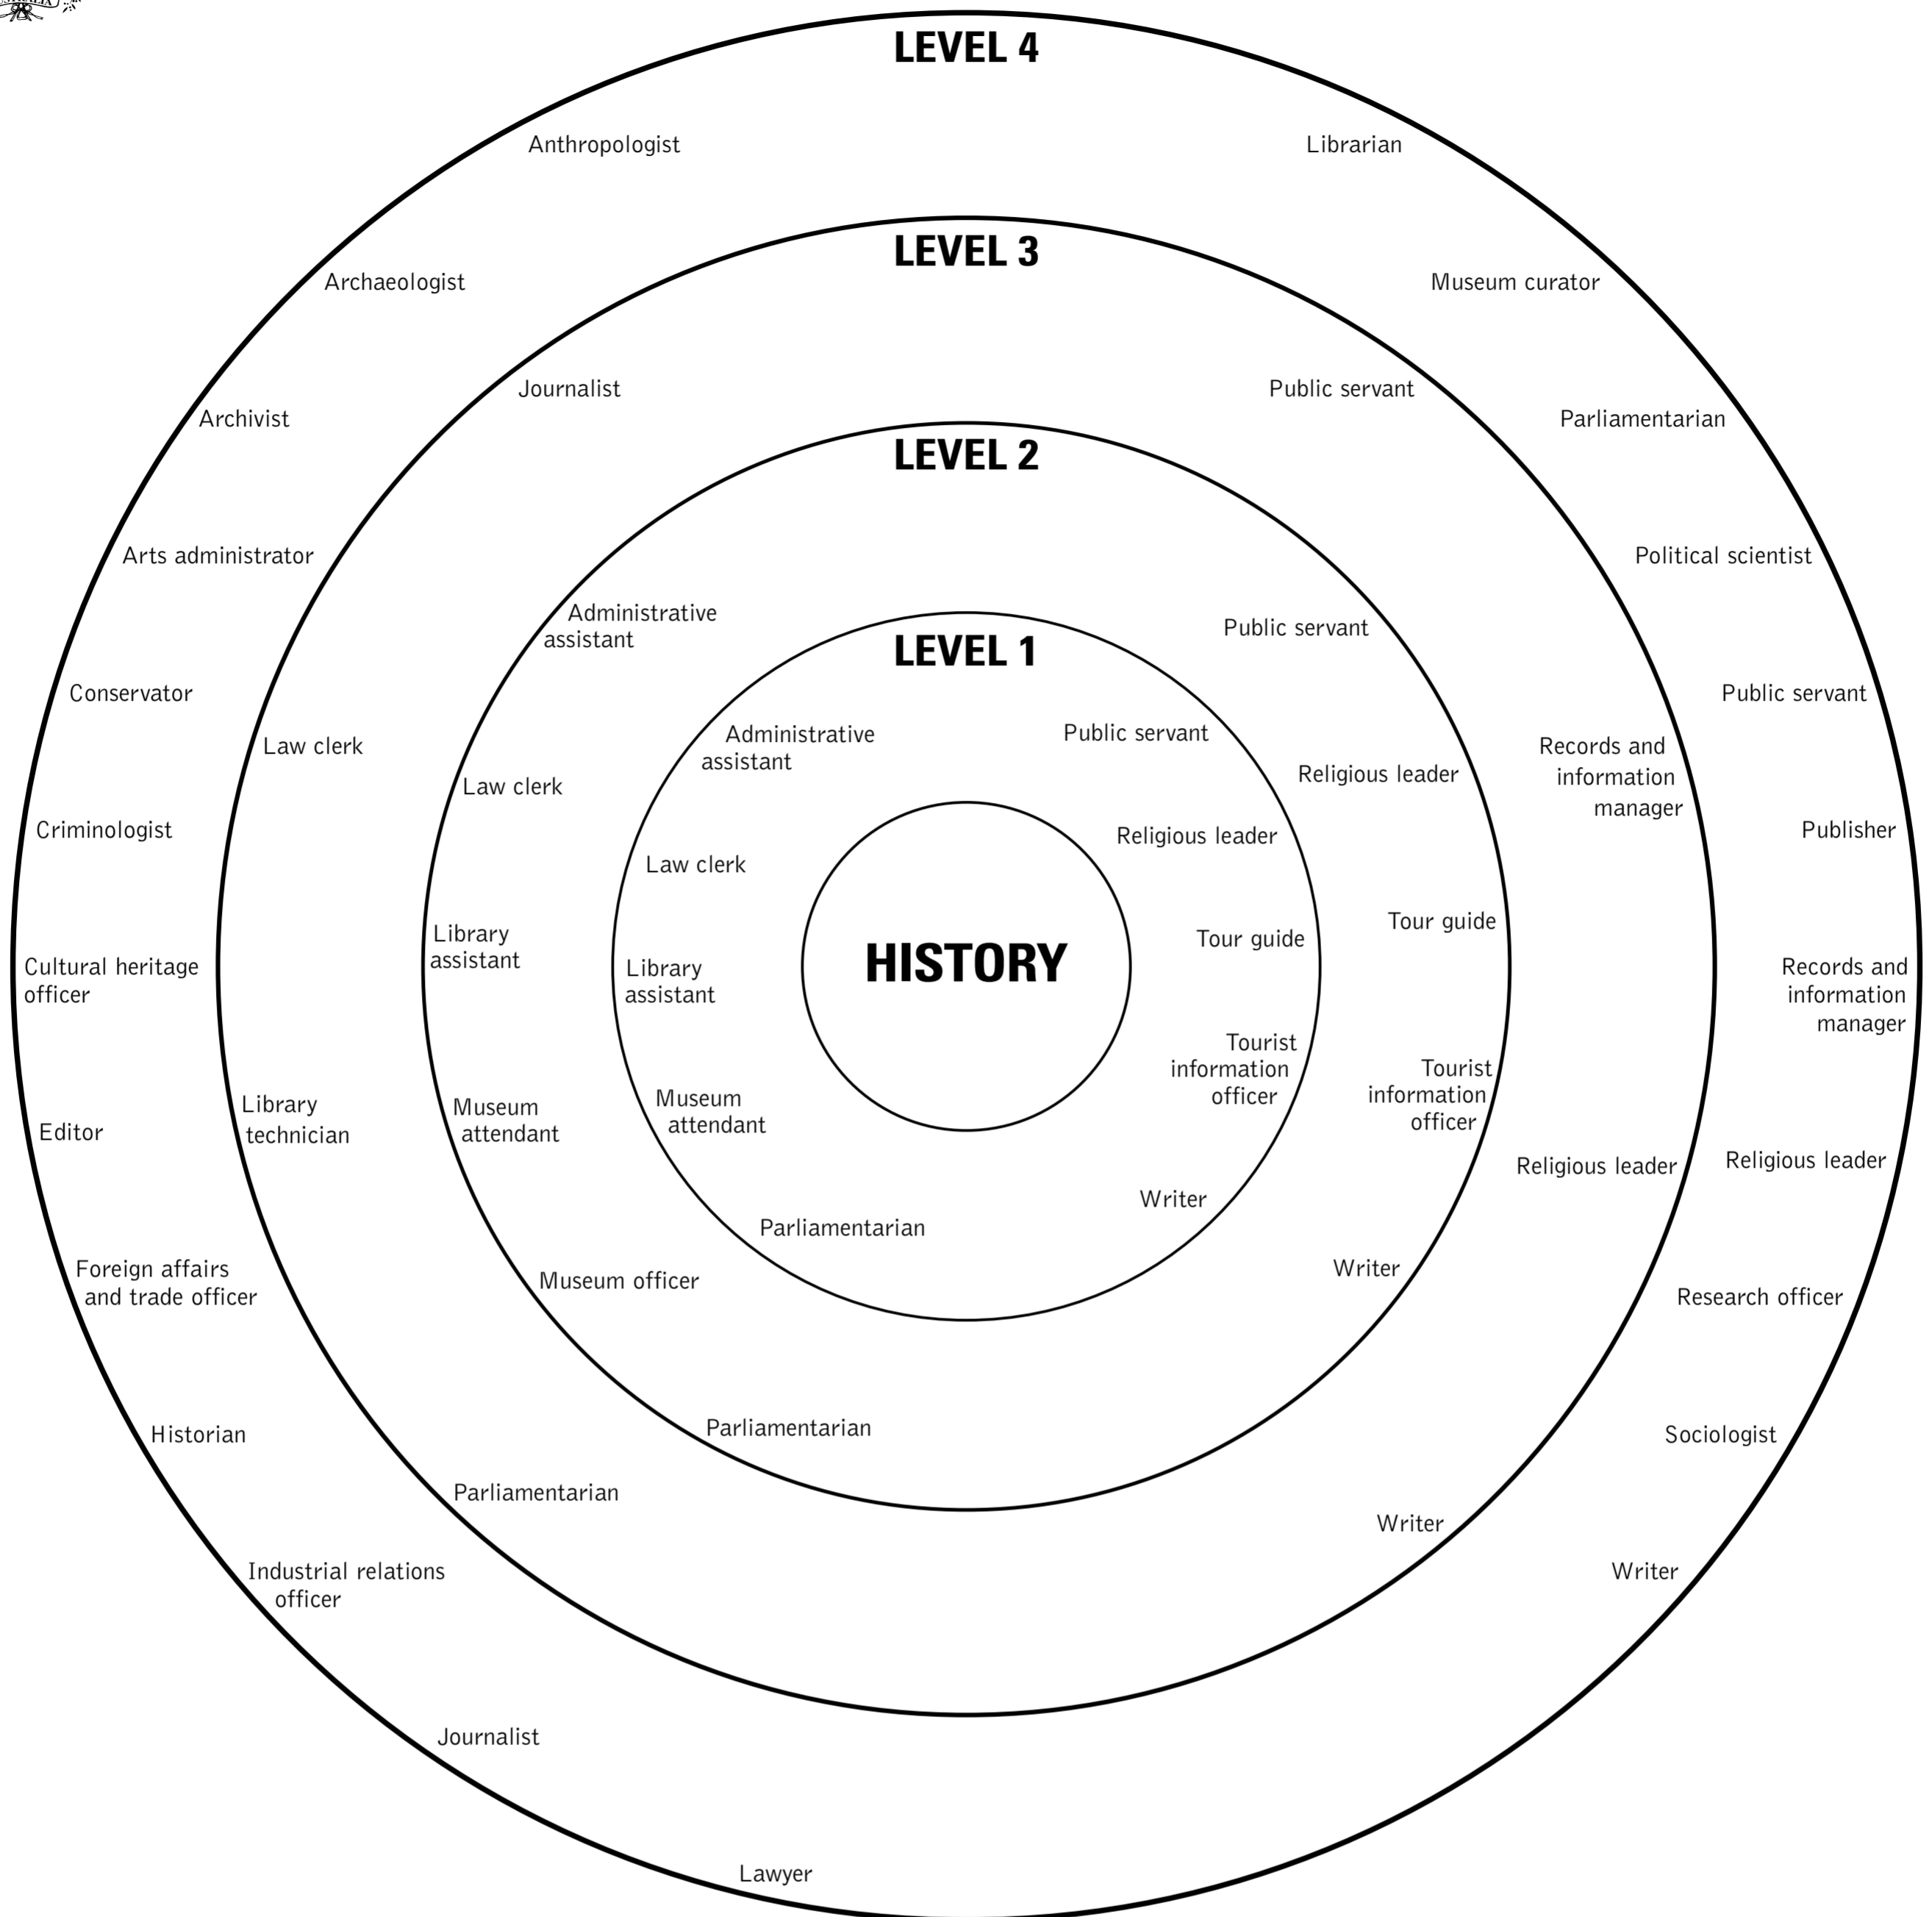 LEVEL 4
Anthropologist
Archaeologist
Archivist
Arts administrator
Conservator
Criminologist
Cultural heritage
officer
Editor
Foreign affairs
and trade officer
Historian
Industrial relations
officer
Journalist
Lawyer
Librarian
Museum curator
Parliamentarian
Political scientist
Public servant
Publisher
Records and
information
manager
Religious leader
Research officer
Sociologist
Writer
LEVEL 3
Journalist
Law clerk
Library
technician
Parliamentarian
Public servant
Records and
information
manager
Religious leader
Writer
LEVEL 2
Administrative
assistant
Law clerk
Library
assistant
Museum
attendant
Museum officer
Parliamentarian
Public servant
Religious leader
Tour guide
Tourist
information
officer
Writer
LEVEL 1
Administrative
assistant
Law clerk
Library
assistant
Museum
attendant
Parliamentarian
Public servant
Religious leader
Tour guide
Tourist
information
officer
Writer
HISTORY